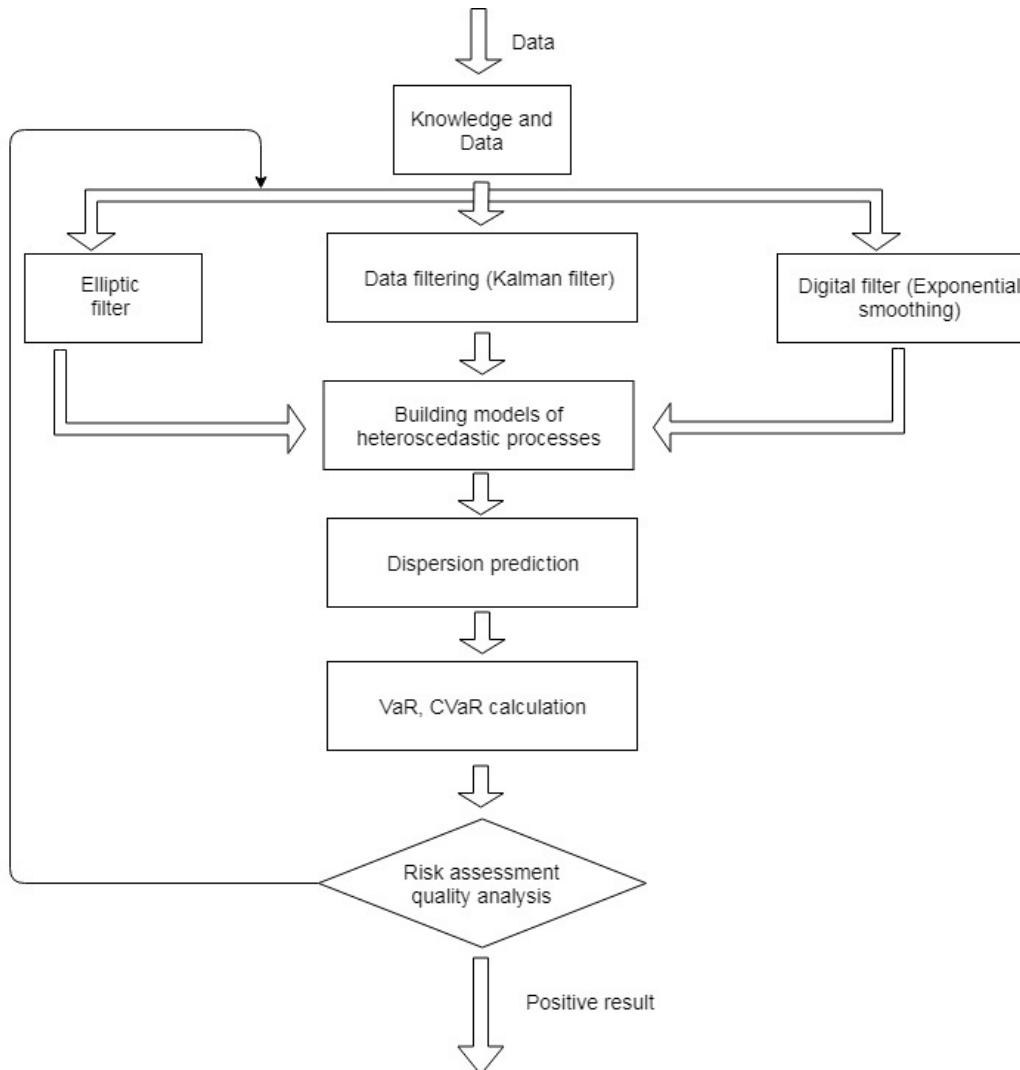 Data
Knowledge and
Data
Elliptic
filter
Data filtering (Kalman filter)
Digital filter (Exponential
smoothing)
Building models of
heteroscedastic processes
Dispersion prediction
VaR, CVaR calculation
Risk assessment
quality analysis
Positive result